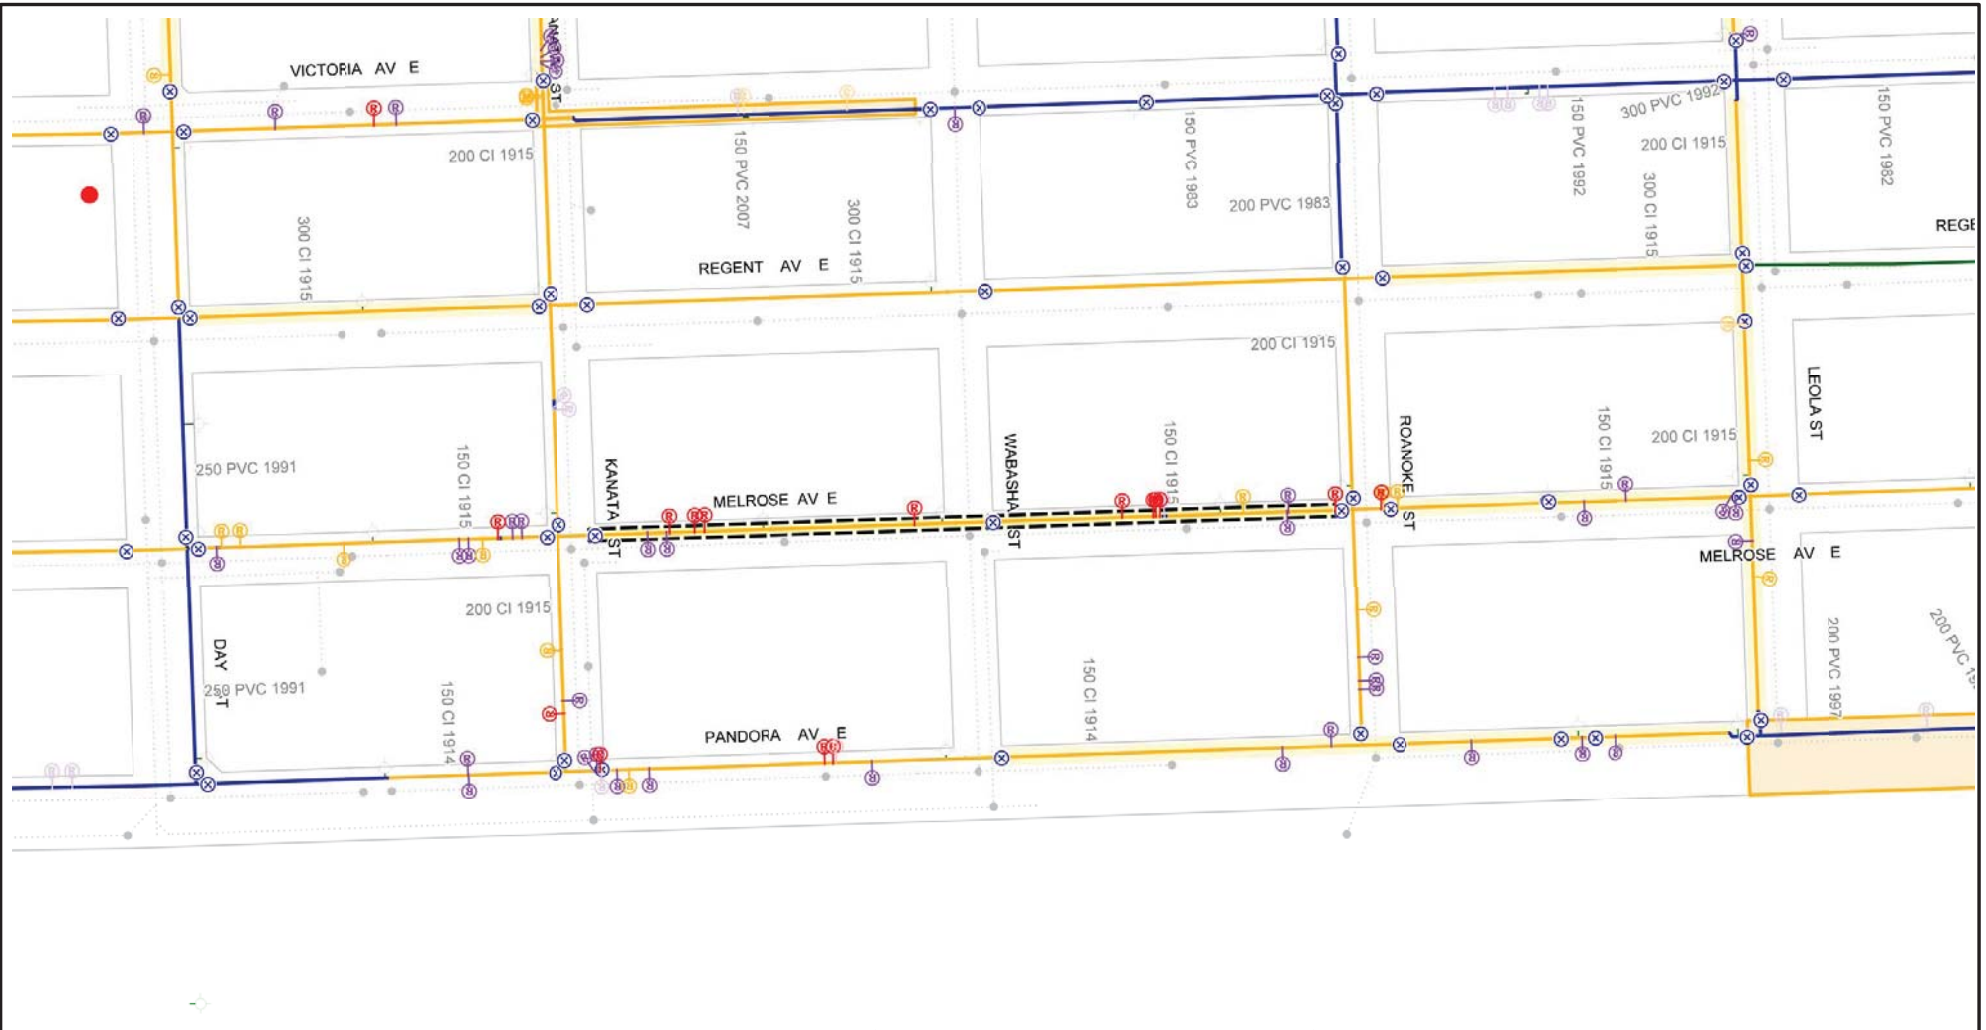 VICTORIA AV E
ST
200 CI 1915
150 PVC 2007
300 CI 1915
300 CI 1915
150 PVC 1983
200 PVC 1983
150 PVC 1992
300 PVC 1992
200 CI 1915
300 CI 1915
150 PVC 1982
REGENT AV E
REGE
200 CI 1915
250 PVC 1991
150 CI 1915
KANATA ST
MELROSE AV E
WABASHA ST
150 CI 1915
ROANOKE ST
150 CI 1915
200 CI 1915
LEOLA ST
MELROSE AV E
200 CI 1915
DAY ST
250 PVC 1991
150 CI 1914
PANDORA AV E
150 CI 1914
200 PVC 1997
200 PVC